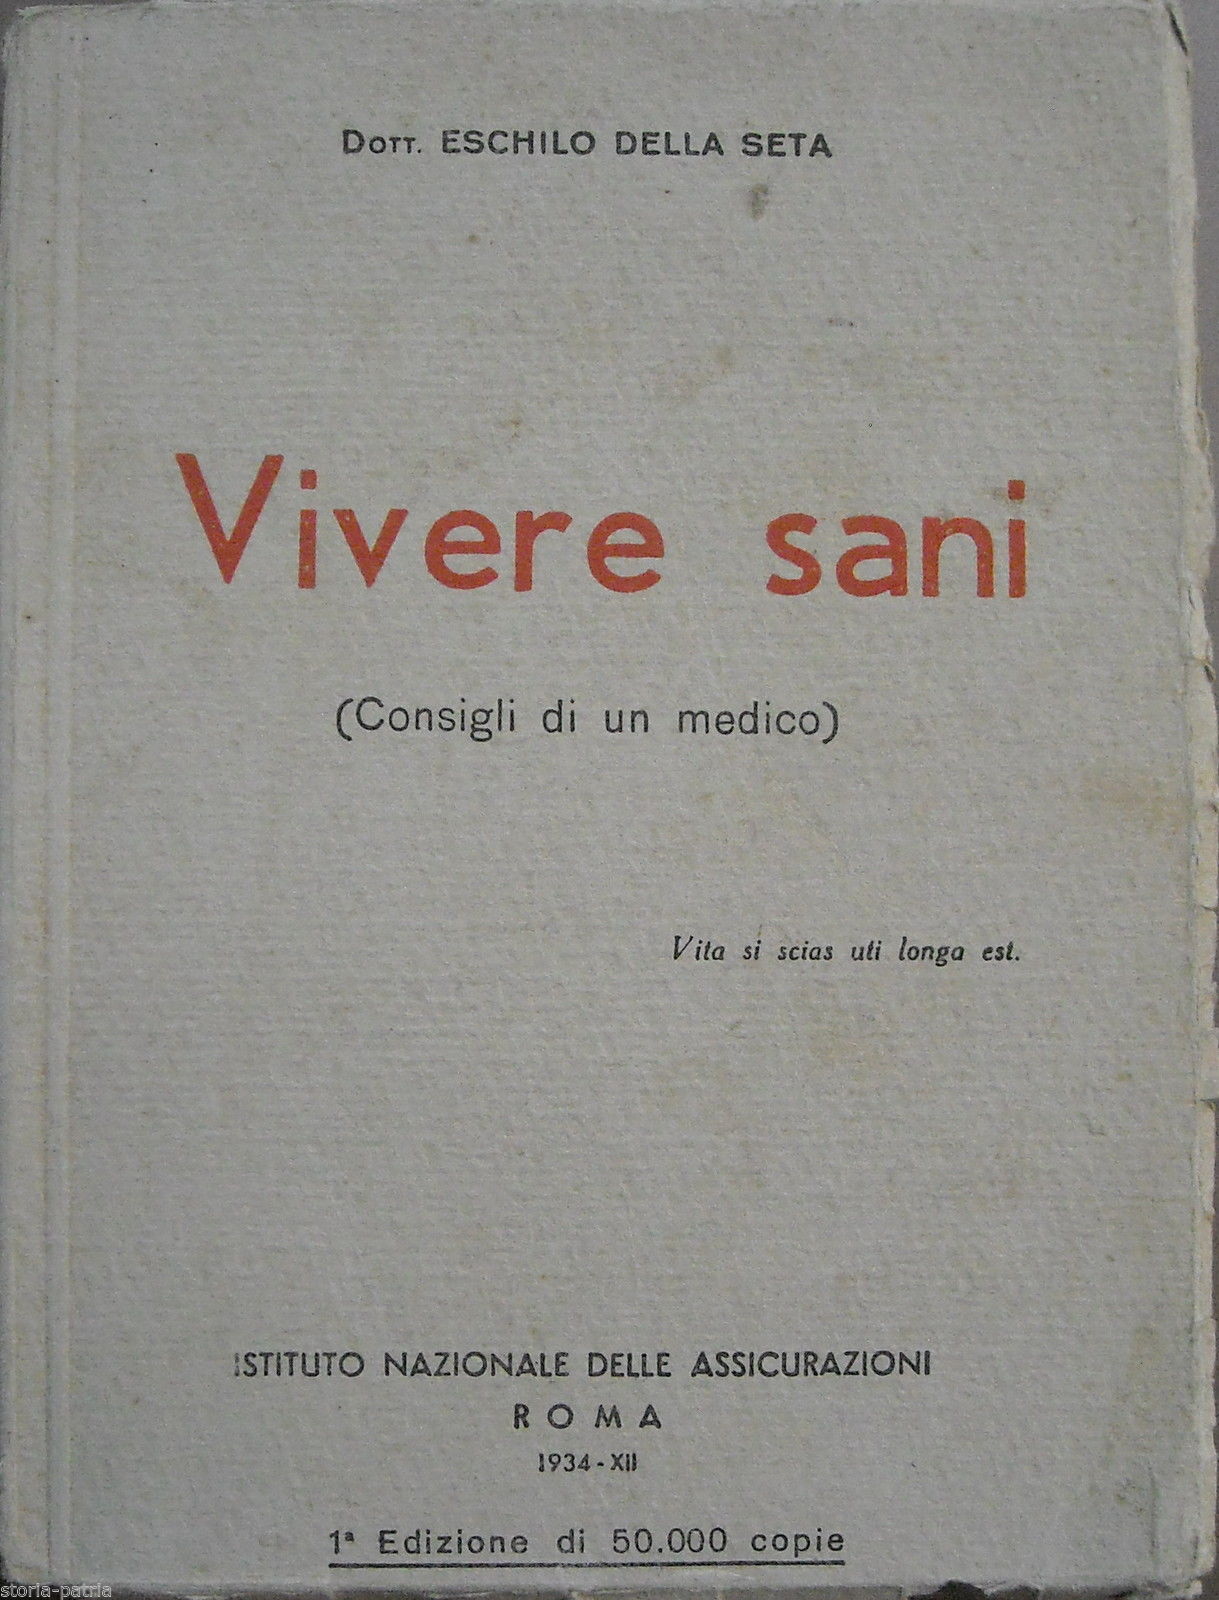 Dott. ESCHILO DELLA SETA
Vivere sani
(Consigli di un medico)
Vita si scias uti longa est.
ISTITUTO NAZIONALE DELLE ASSICURAZIONI
ROMA
1934-XII
1ª Edizione di 50.000 copie
storia-patria